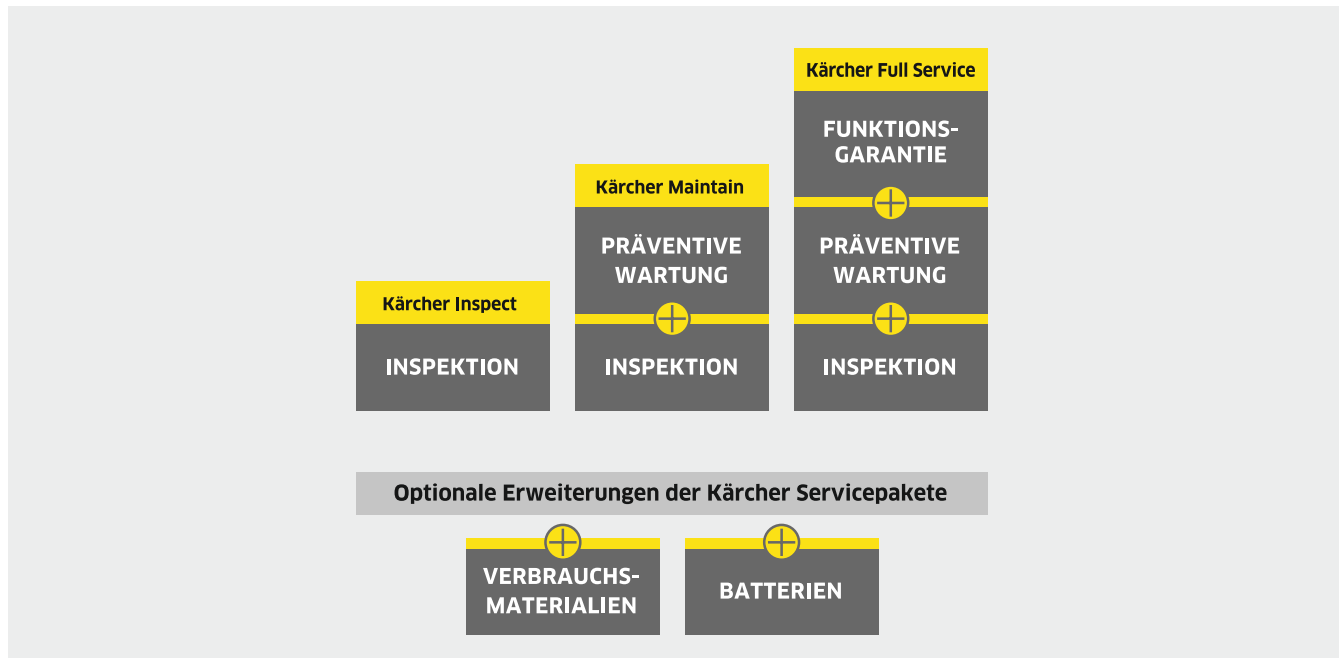 Kärcher Full Service
FUNKTIONS-
GARANTIE
PRÄVENTIVE
WARTUNG
INSPEKTION
Kärcher Maintain
PRÄVENTIVE
WARTUNG
INSPEKTION
Kärcher Inspect
INSPEKTION
Optionale Erweiterungen der Kärcher Servicepakete
VERBRAUCHS-
MATERIALIEN
BATTERIEN